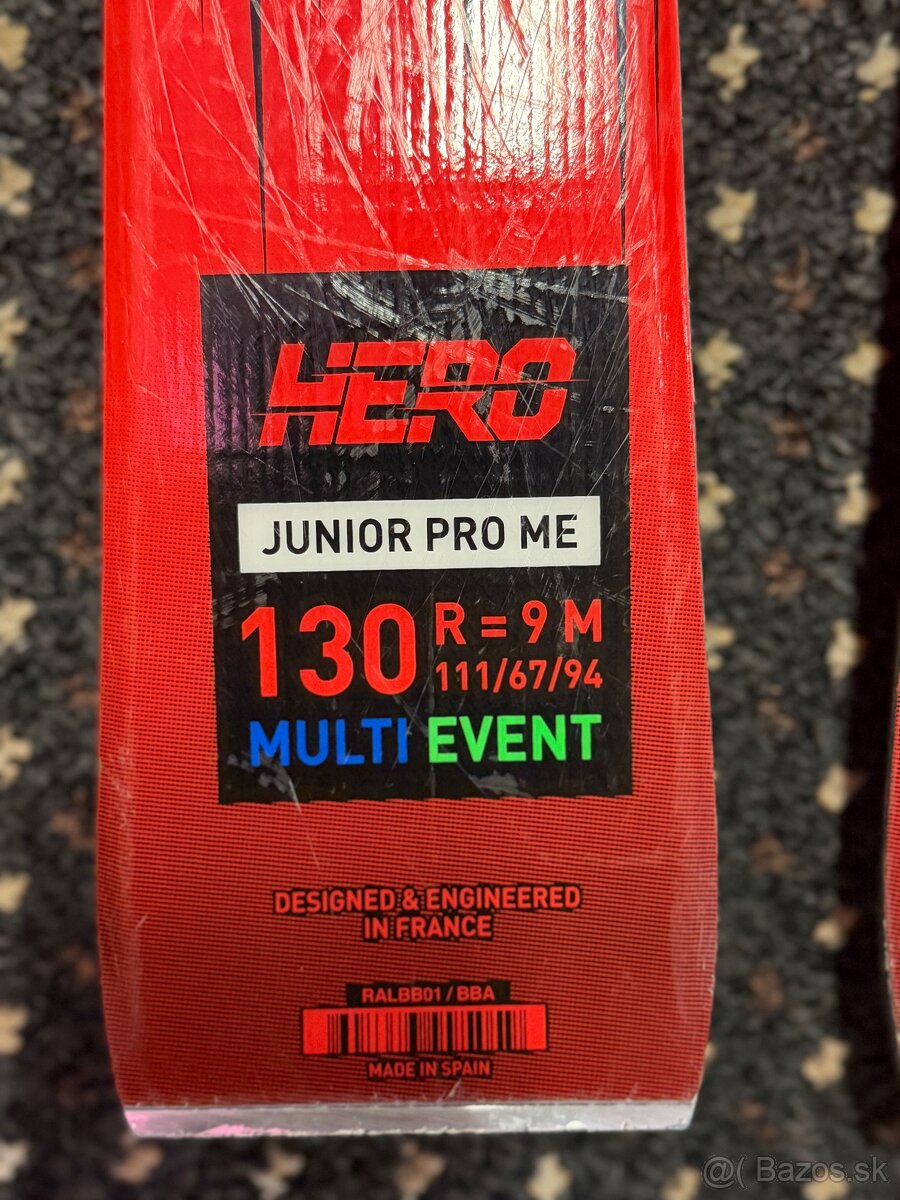 HERO
JUNIOR PRO ME
130
R = 9 M
111/67/94
MULTI EVENT
DESIGNED & ENGINEERED
IN FRANCE
RALBB01 / BBA
MADE IN SPAIN
@( Bazos.sk